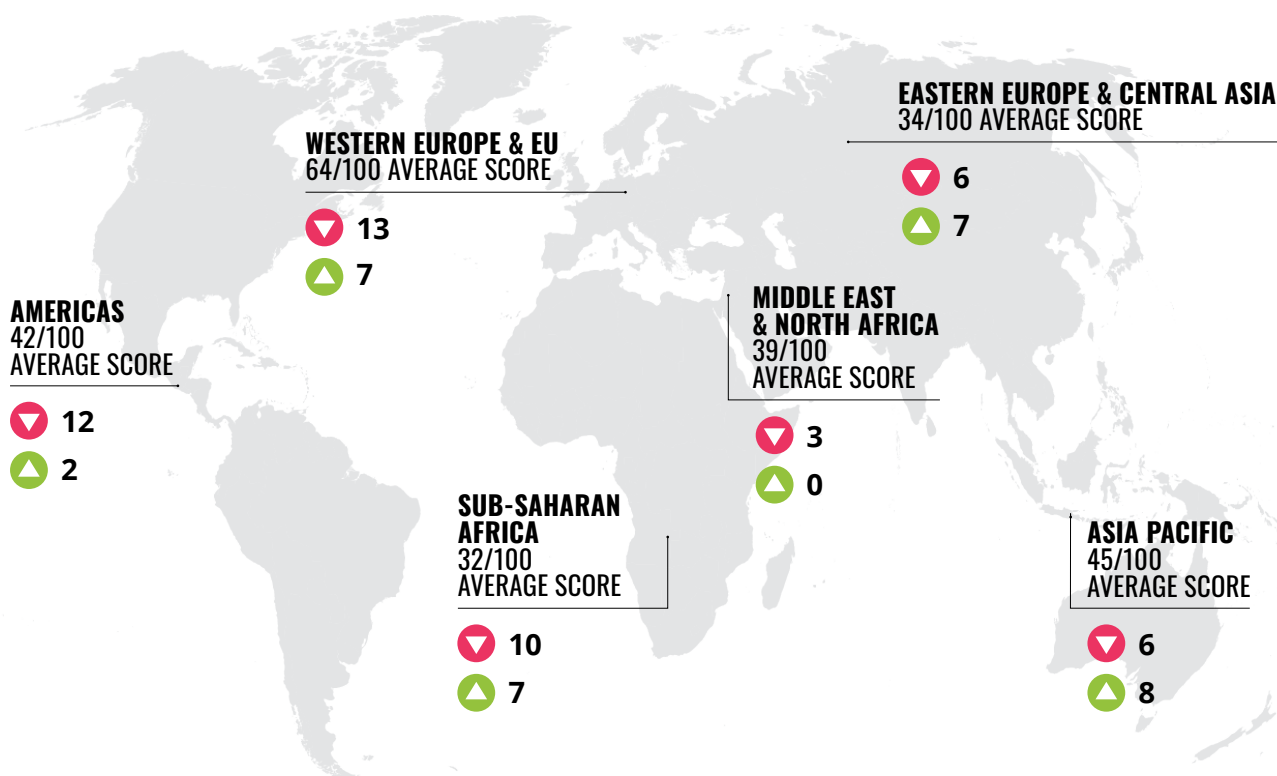 EASTERN EUROPE & CENTRAL ASIA
34/100 AVERAGE SCORE
6
7
WESTERN EUROPE & EU
64/100 AVERAGE SCORE
13
7
AMERICAS
42/100
AVERAGE SCORE
12
2
MIDDLE EAST
& NORTH AFRICA
39/100
AVERAGE SCORE
3
0
SUB-SAHARAN
AFRICA
32/100
AVERAGE SCORE
10
7
ASIA PACIFIC
45/100
AVERAGE SCORE
6
8